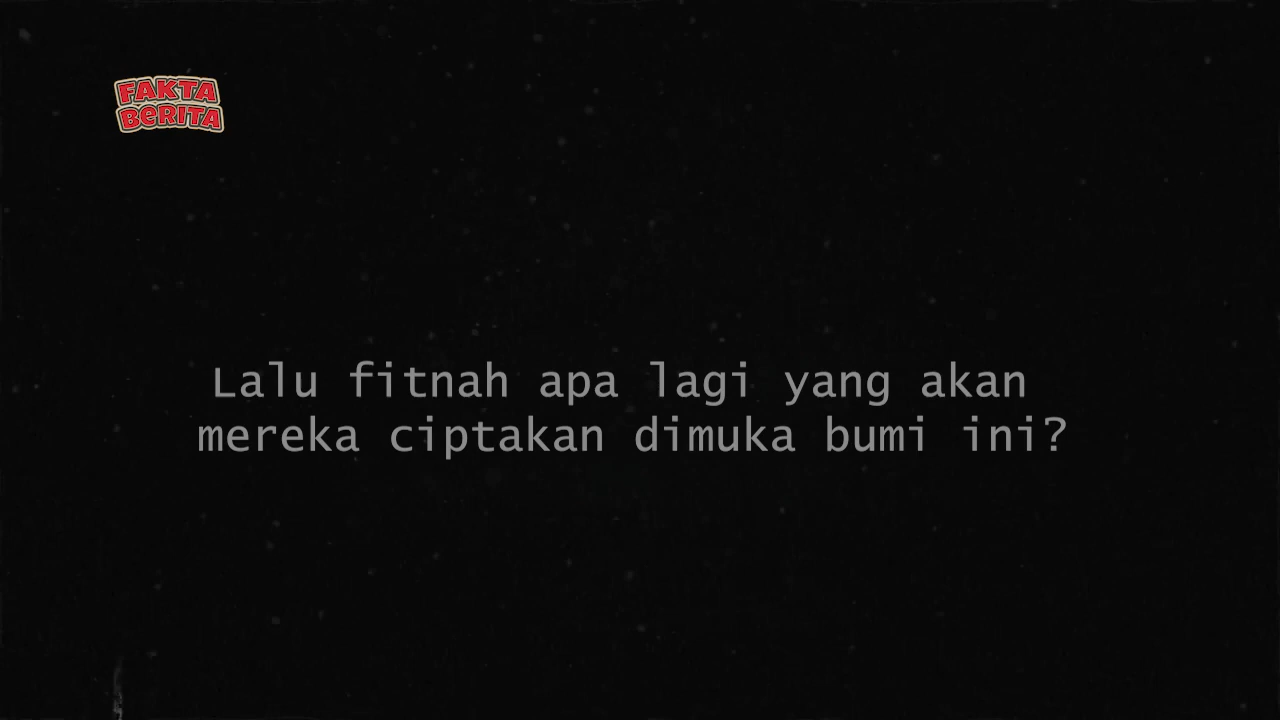 FAKTA
BERITA
Lalu fitnah apa lagi yang akan
mereka ciptakan dimuka bumi ini?